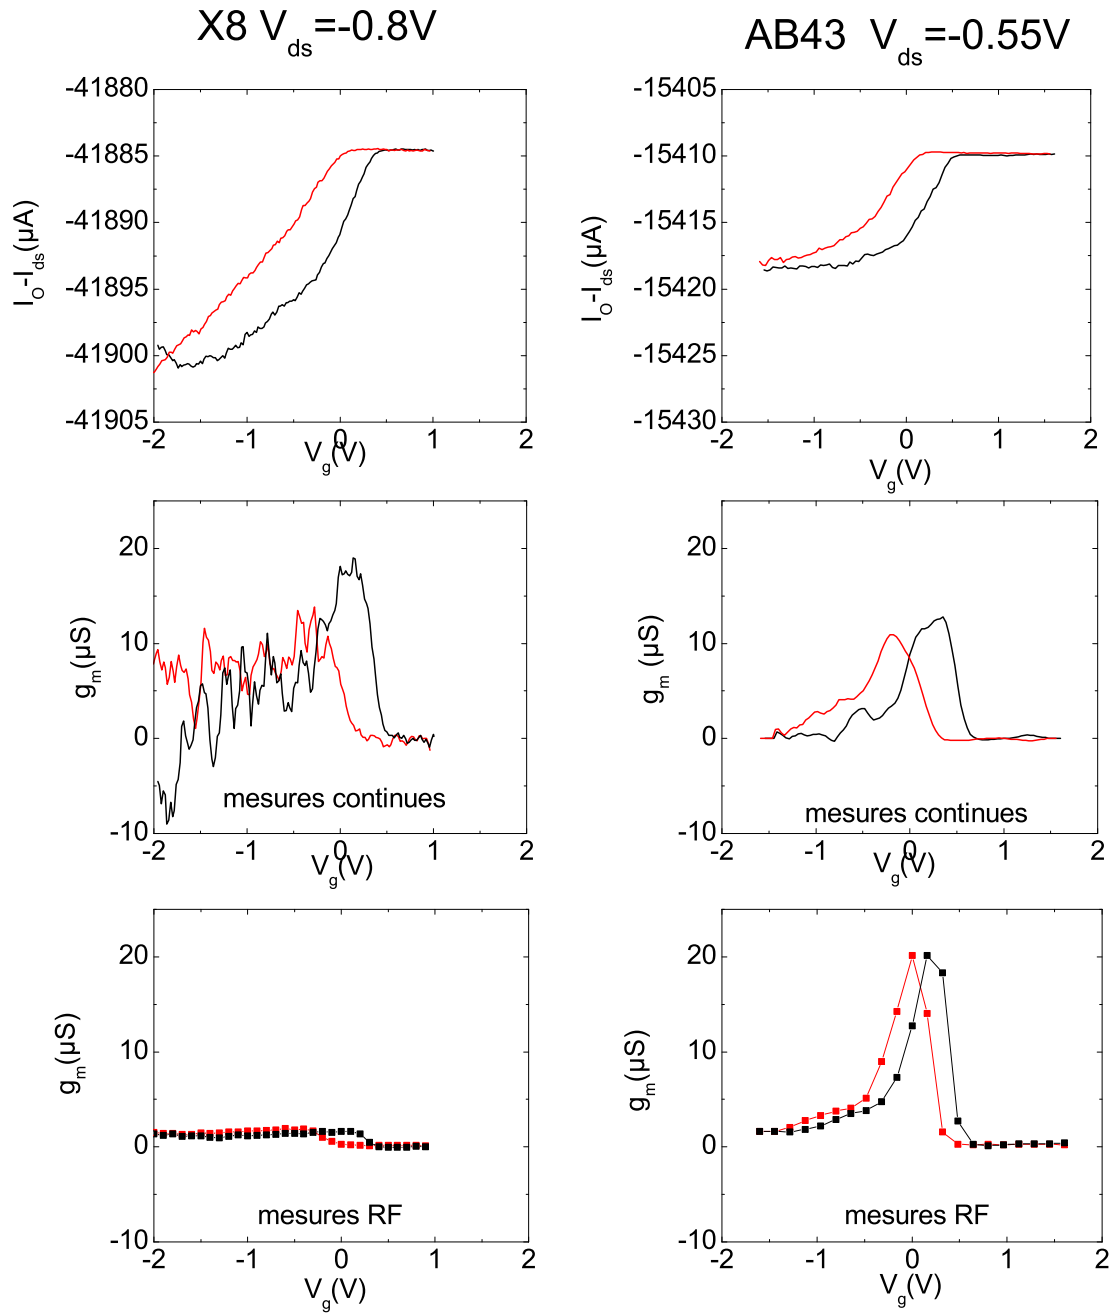 X8 Vds=-0.8V
AB43 Vds=-0.55V
-41880
-41885
-41890
-41895
-41900
-41905
IO-Ids(µA)
-2 -1 0 1 2
Vg(V)
-15405
-15410
-15415
-15420
-15425
-15430
IO-Ids(µA)
-2 -1 0 1 2
Vg(V)
20
10
0
-10
gm(µS)
mesures continues
-2 -1 0 1 2
Vg(V)
20
10
0
-10
gm(µS)
mesures continues
-2 -1 0 1 2
Vg(V)
20
10
0
-10
gm(µS)
mesures RF
-2 -1 0 1 2
Vg(V)
20
10
0
-10
gm(µS)
mesures RF
-2 -1 0 1 2
Vg(V)